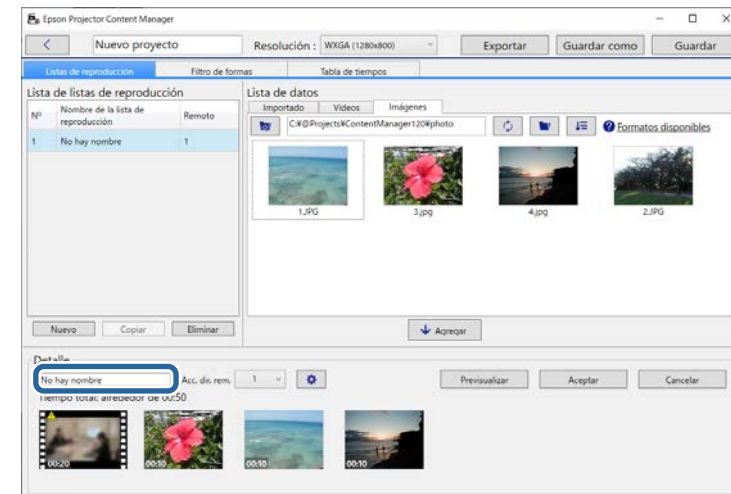 Epson Projector Content Manager
Nuevo proyecto Resolución : WXGA (1280x800) Exportar Guardar como Guardar
Listas de reproducción Filtro de formas Tabla de tiempos
Lista de listas de reproducción Lista de datos
Importado Videos Imágenes
Nº Nombre de la lista de reproducción Remoto
C:¥@Projects¥ContentManager120¥photo Formatos disponibles
1 No hay nombre 1
1.JPG 3.jpg 4.jpg 2.JPG
Nuevo Copiar Eliminar Agregar
Detalle
No hay nombre Acc. dir. rem. 1 Previsualizar Aceptar Cancelar
Tiempo total: alrededor de 00:50
00:20 00:10 00:10 00:10